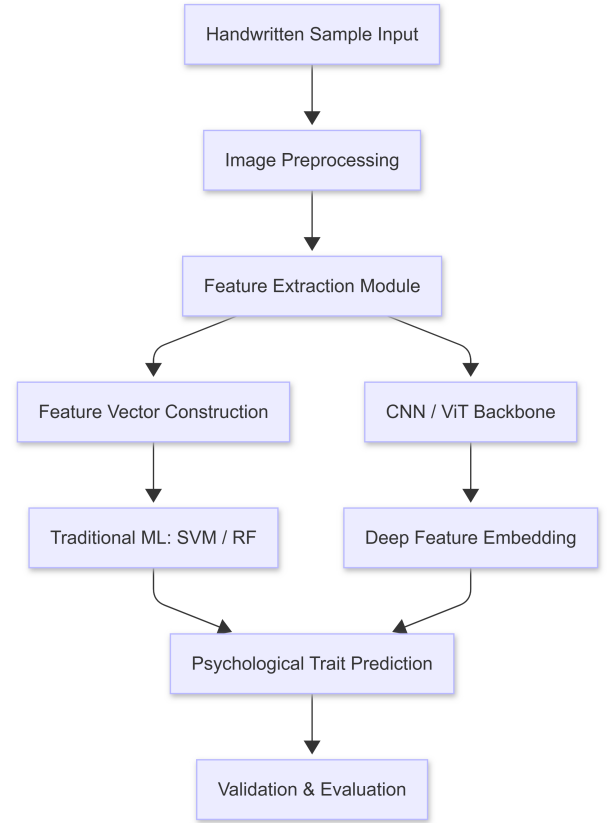 Handwritten Sample Input
Image Preprocessing
Feature Extraction Module
Feature Vector Construction
CNN / ViT Backbone
Traditional ML: SVM / RF
Deep Feature Embedding
Psychological Trait Prediction
Validation & Evaluation